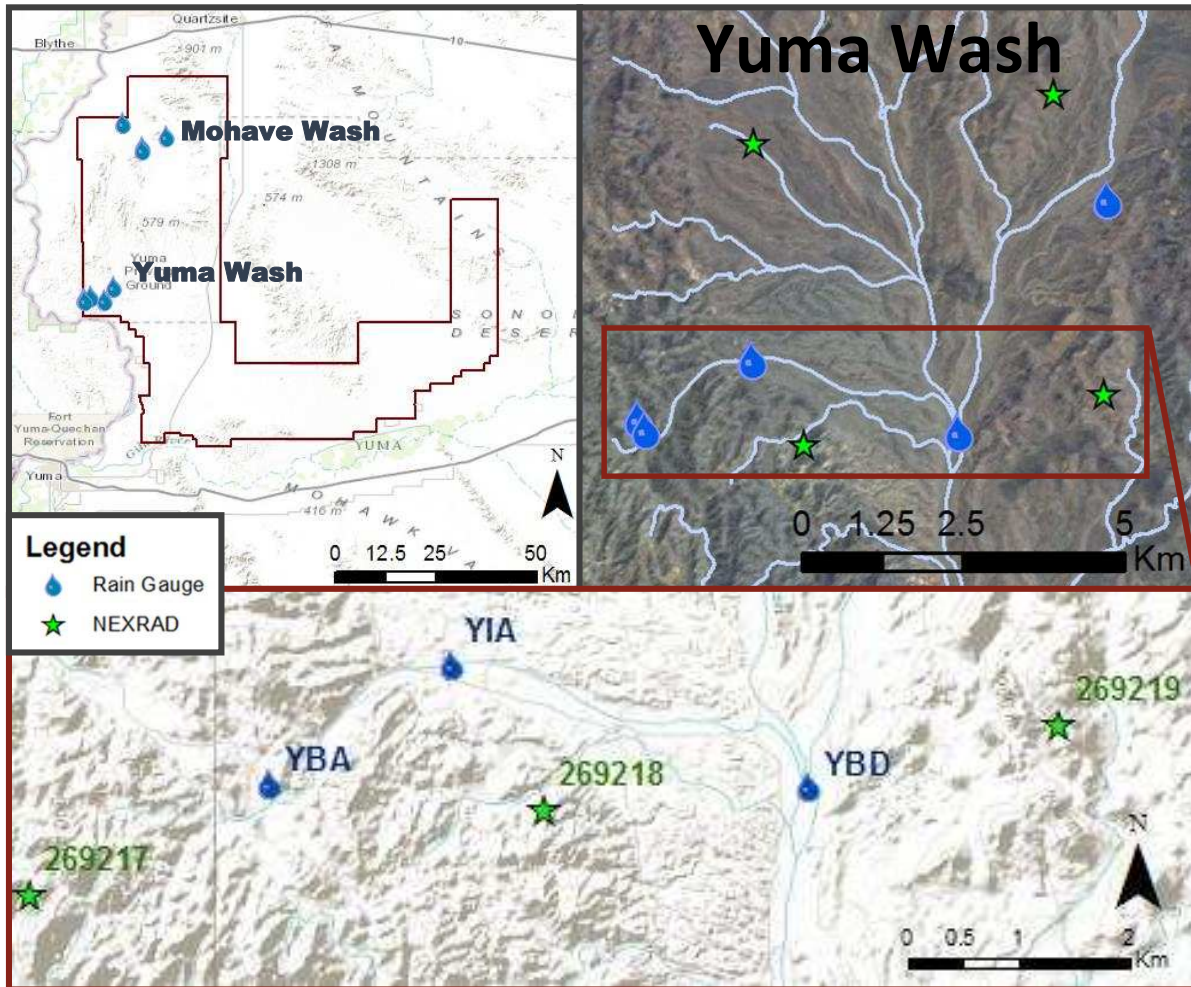 Quartzsite
Blythe
901 m
10
Mohave Wash
A M O U N T A I N S
1308 m
574 m
579 m
Yuma Wash
Yuma
Ground
S O N O
D E S E R
Fort
Yuma-Quechan
Reservation
YUMA
Yuma
M O H A W K V A
416 m
N
0 12.5 25 50
Km
Yuma Wash
0 1.25 2.5 5
Km
Legend
Rain Gauge
NEXRAD
YIA
269219
YBA
269218
YBD
269217
N
0 0.5 1 2
Km